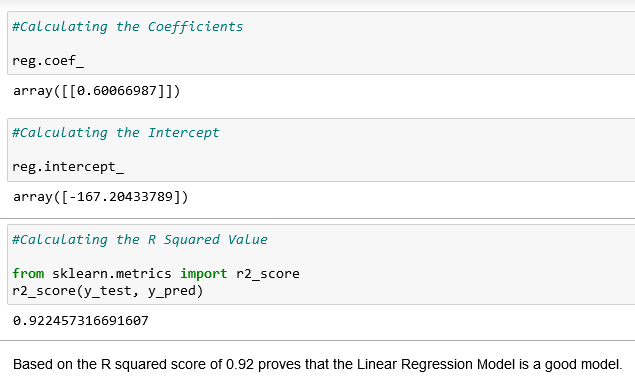 #Calculating the Coefficients
reg.coef_
array([[0.60066987]])
#Calculating the Intercept
reg.intercept_
array([-167.20433789])
#Calculating the R Squared Value
from sklearn.metrics import r2_score
r2_score(y_test, y_pred)
0.922457316691607
Based on the R squared score of 0.92 proves that the Linear Regression Model is a good model.